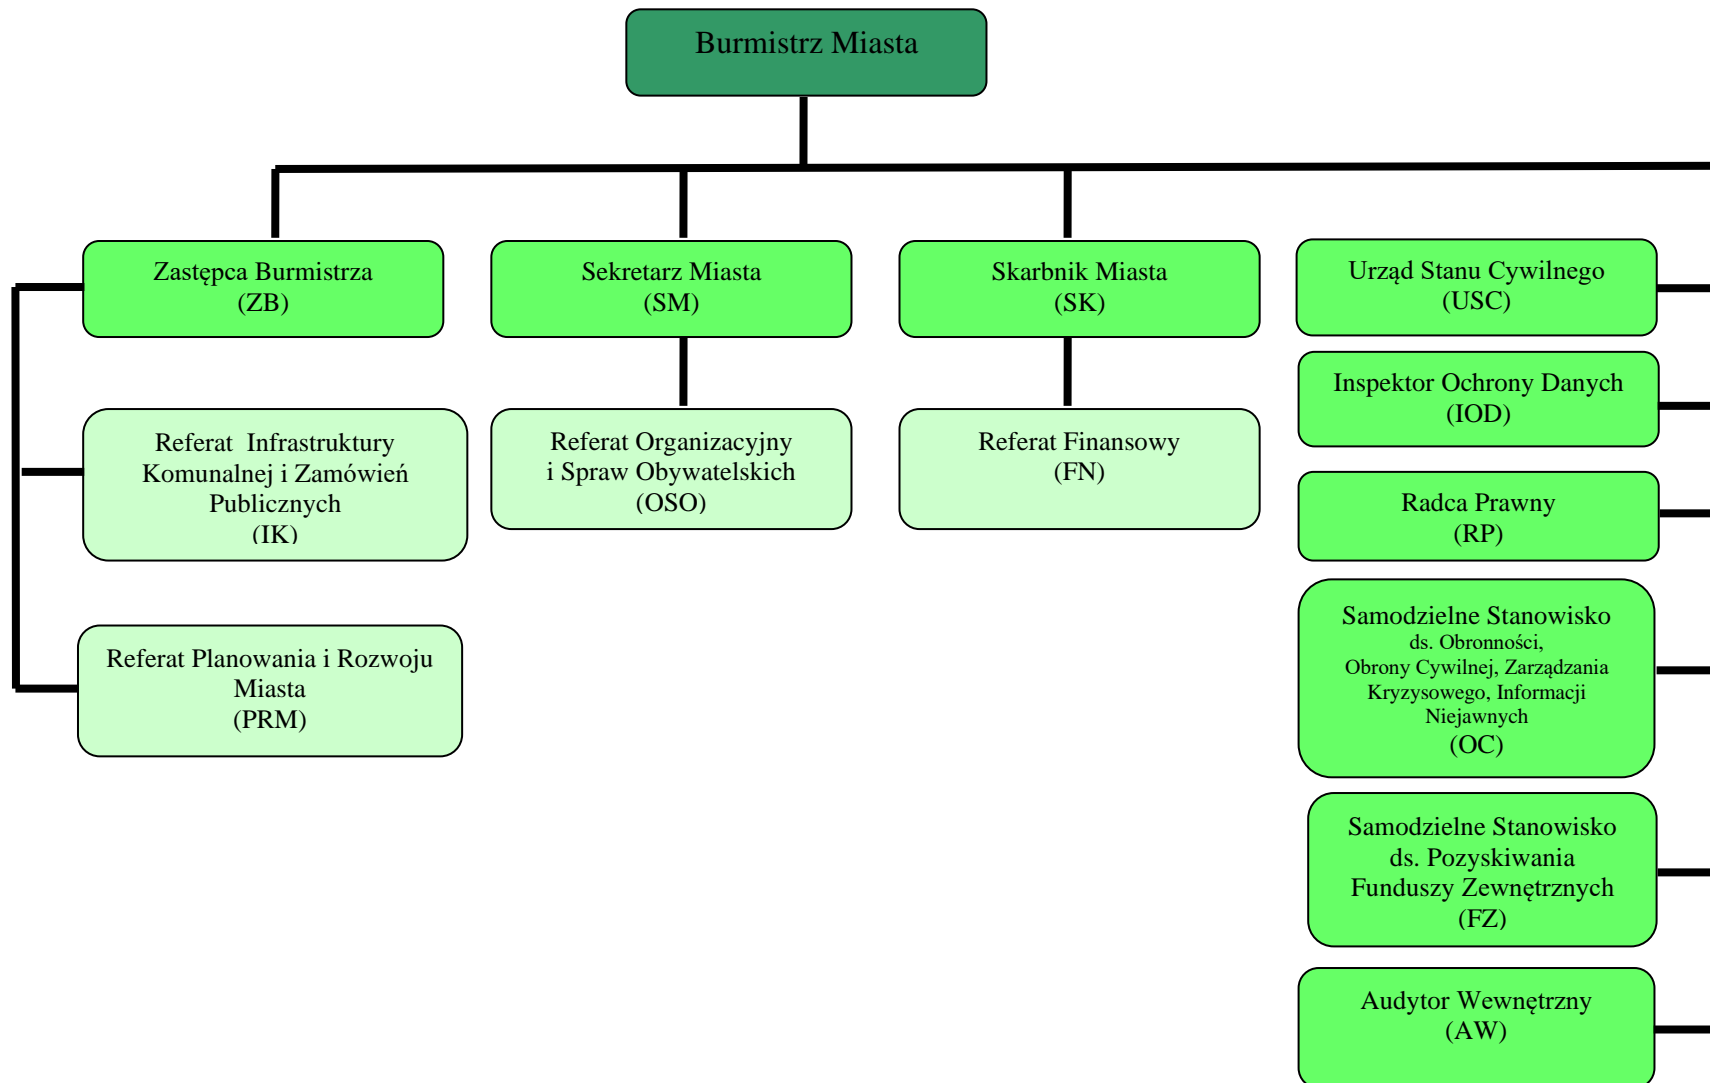 Burmistrz Miasta
Zastępca Burmistrza
(ZB)
Sekretarz Miasta
(SM)
Skarbnik Miasta
(SK)
Urząd Stanu Cywilnego
(USC)
Inspektor Ochrony Danych
(IOD)
Referat Infrastruktury
Komunalnej i Zamówień
Publicznych
(IK)
Referat Organizacyjny
i Spraw Obywatelskich
(OSO)
Referat Finansowy
(FN)
Radca Prawny
(RP)
Referat Planowania i Rozwoju
Miasta
(PRM)
Samodzielne Stanowisko
ds. Obronności,
Obrony Cywilnej, Zarządzania
Kryzysowego, Informacji
Niejawnych
(OC)
Samodzielne Stanowisko
ds. Pozyskiwania
Funduszy Zewnętrznych
(FZ)
Audytor Wewnętrzny
(AW)